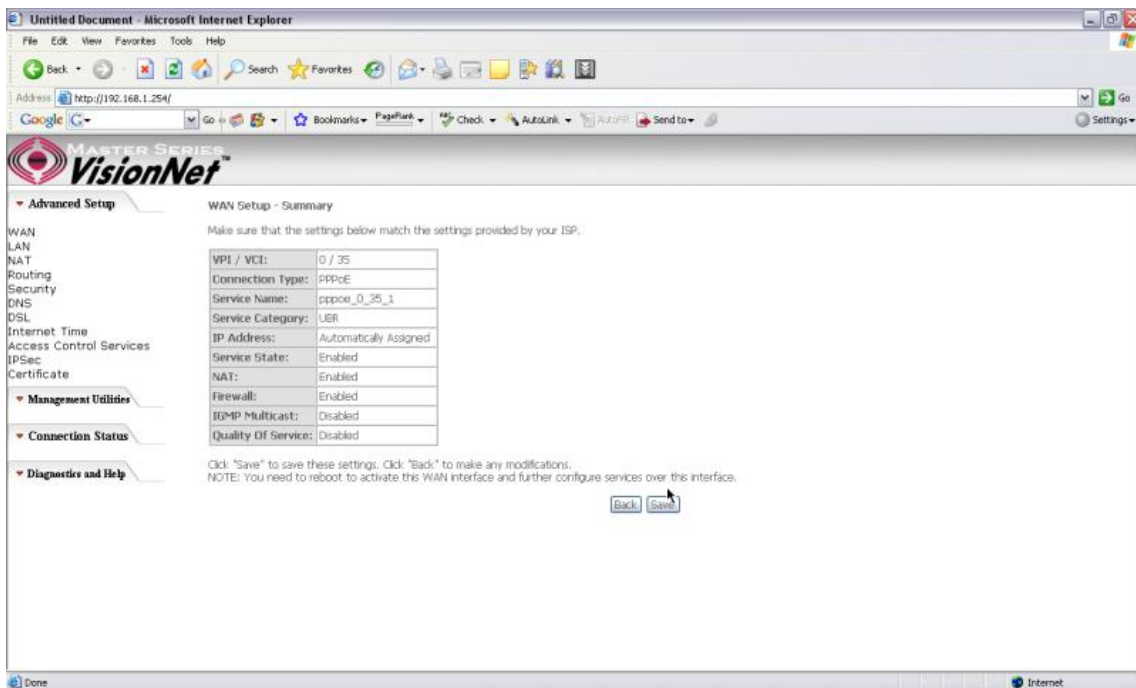 Untitled Document - Microsoft Internet Explorer
File Edit View Favorites Tools Help
Back Search Favorites
Address http://192.168.1.254/ Go
Google G Go Bookmarks PageRank Check AutoLink AutoFill Send to Settings
MASTER SERIES
VisionNet™
Advanced Setup
WAN
LAN
NAT
Routing
Security
DNS
DSL
Internet Time
Access Control Services
IPSec
Certificate
Management Utilities
Connection Status
Diagnostics and Help
WAN Setup - Summary
Make sure that the settings below match the settings provided by your ISP.
VPI / VCI: 0 / 35
Connection Type: PPPoE
Service Name: pppoe_0_35_1
Service Category: UBR
IP Address: Automatically Assigned
Service State: Enabled
NAT: Enabled
Firewall: Enabled
IGMP Multicast: Disabled
Quality Of Service: Disabled
Click "Save" to save these settings. Click "Back" to make any modifications.
NOTE: You need to reboot to activate this WAN interface and further configure services over this interface.
Back Save
Done Internet